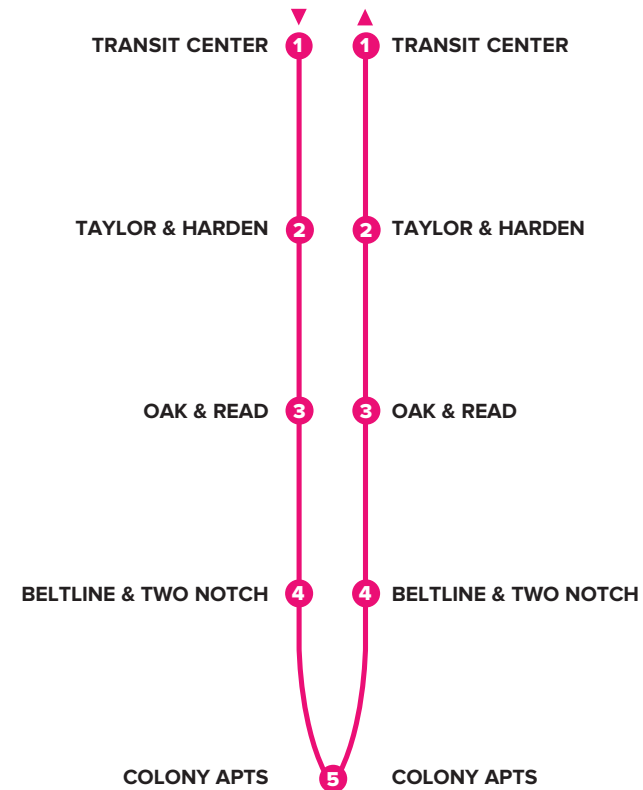 TRANSIT CENTER 1 1 TRANSIT CENTER
TAYLOR & HARDEN 2 2 TAYLOR & HARDEN
OAK & READ 3 3 OAK & READ
BELTLINE & TWO NOTCH 4 4 BELTLINE & TWO NOTCH
COLONY APTS 5 COLONY APTS